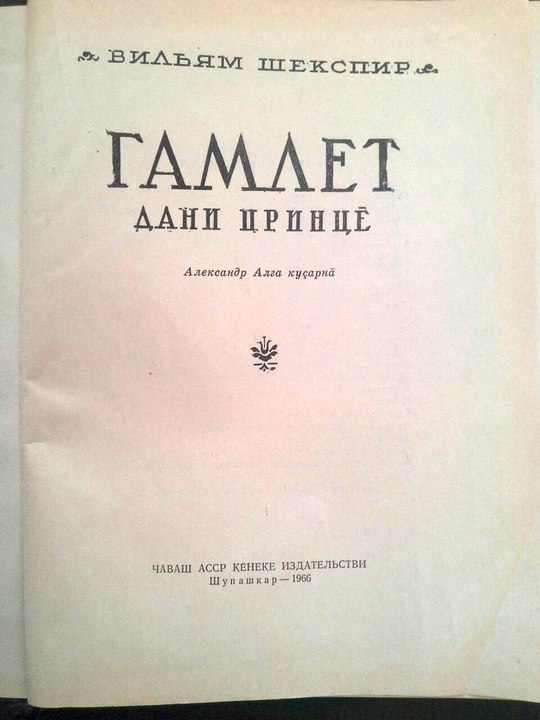 ВИЛЬЯМ ШЕКСПИР
ГАМЛЕТ
ДАНИ ПРИНЦĔ
Александр Алга куçарнă
ЧĂВАШ АССР КĔНЕКЕ ИЗДАТЕЛЬСТВИ
Шупашкар — 1966